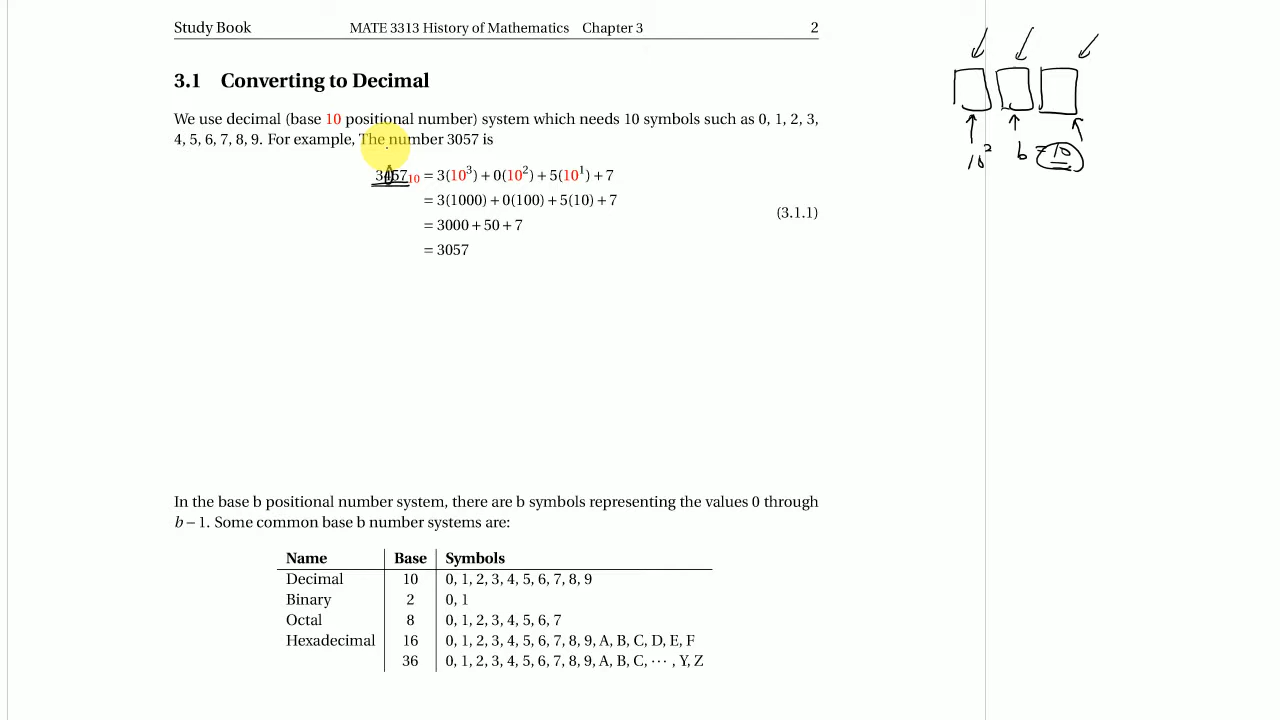 Study Book MATE 3313 History of Mathematics Chapter 3 2
3.1 Converting to Decimal
We use decimal (base 10 positional number) system which needs 10 symbols such as 0, 1, 2, 3,
4, 5, 6, 7, 8, 9. For example, The number 3057 is
3057₁₀ = 3(10³) + 0(10²) + 5(10¹) + 7
= 3(1000) + 0(100) + 5(10) + 7
(3.1.1)
= 3000 + 50 + 7
= 3057
In the base b positional number system, there are b symbols representing the values 0 through
b − 1. Some common base b number systems are:
Name Base Symbols
Decimal 10 0, 1, 2, 3, 4, 5, 6, 7, 8, 9
Binary 2 0, 1
Octal 8 0, 1, 2, 3, 4, 5, 6, 7
Hexadecimal 16 0, 1, 2, 3, 4, 5, 6, 7, 8, 9, A, B, C, D, E, F
36 0, 1, 2, 3, 4, 5, 6, 7, 8, 9, A, B, C, ⋯ , Y, Z
10² b = 10